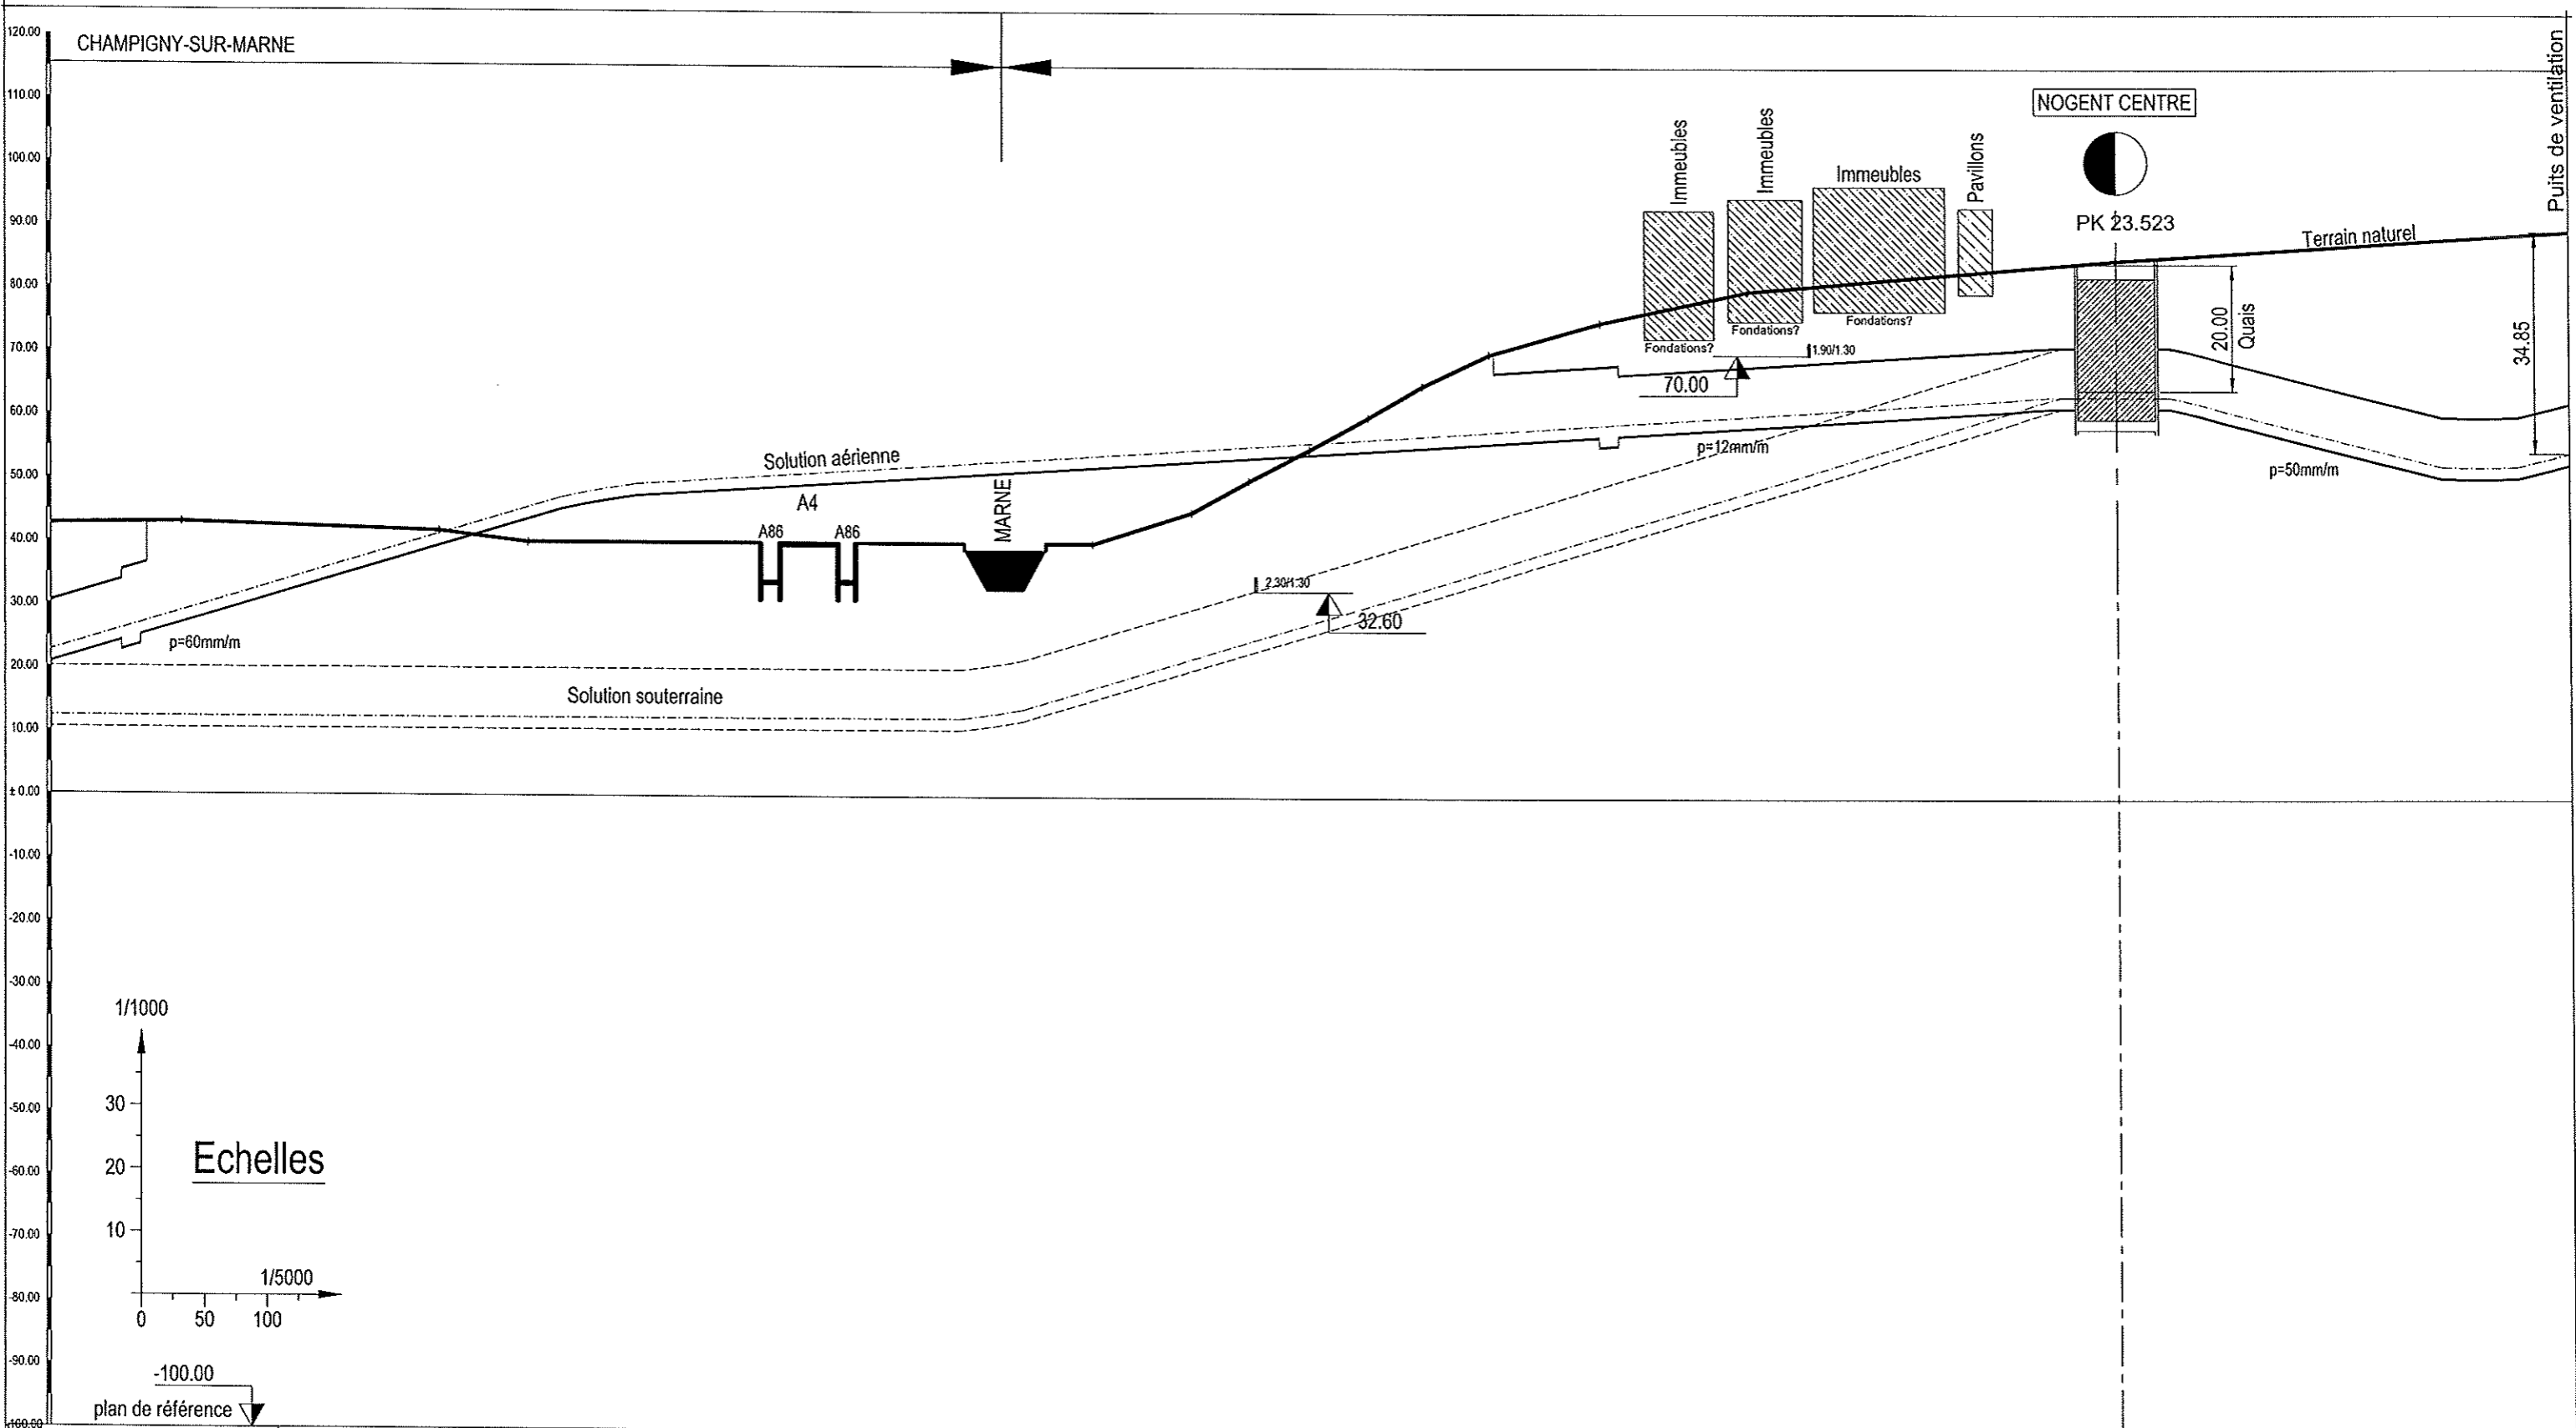 120.00
110.00
100.00
90.00
80.00
70.00
60.00
50.00
40.00
30.00
20.00
10.00
± 0.00
-10.00
-20.00
-30.00
-40.00
-50.00
-60.00
-70.00
-80.00
-90.00
-100.00
CHAMPIGNY-SUR-MARNE
Puits de ventilation
NOGENT CENTRE
PK 23.523
Immeubles
Immeubles
Immeubles
Pavillons
Terrain naturel
Fondations?
Fondations?
Fondations?
20.00
Quais
34.85
1.90/1.30
70.00
p=12mm/m
p=50mm/m
Solution aérienne
A4
A86
A86
MARNE
2.30/1.30
32.60
p=60mm/m
Solution souterraine
1/1000
30
20
10
Echelles
1/5000
0 50 100
-100.00
plan de référence